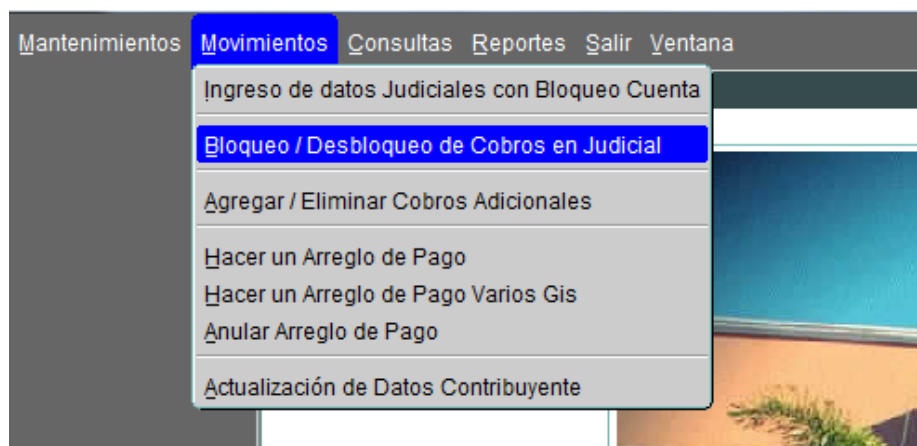 Mantenimientos Movimientos Consultas Reportes Salir Ventana
Ingreso de datos Judiciales con Bloqueo Cuenta
Bloqueo / Desbloqueo de Cobros en Judicial
Agregar / Eliminar Cobros Adicionales
Hacer un Arreglo de Pago
Hacer un Arreglo de Pago Varios Gis
Anular Arreglo de Pago
Actualización de Datos Contribuyente